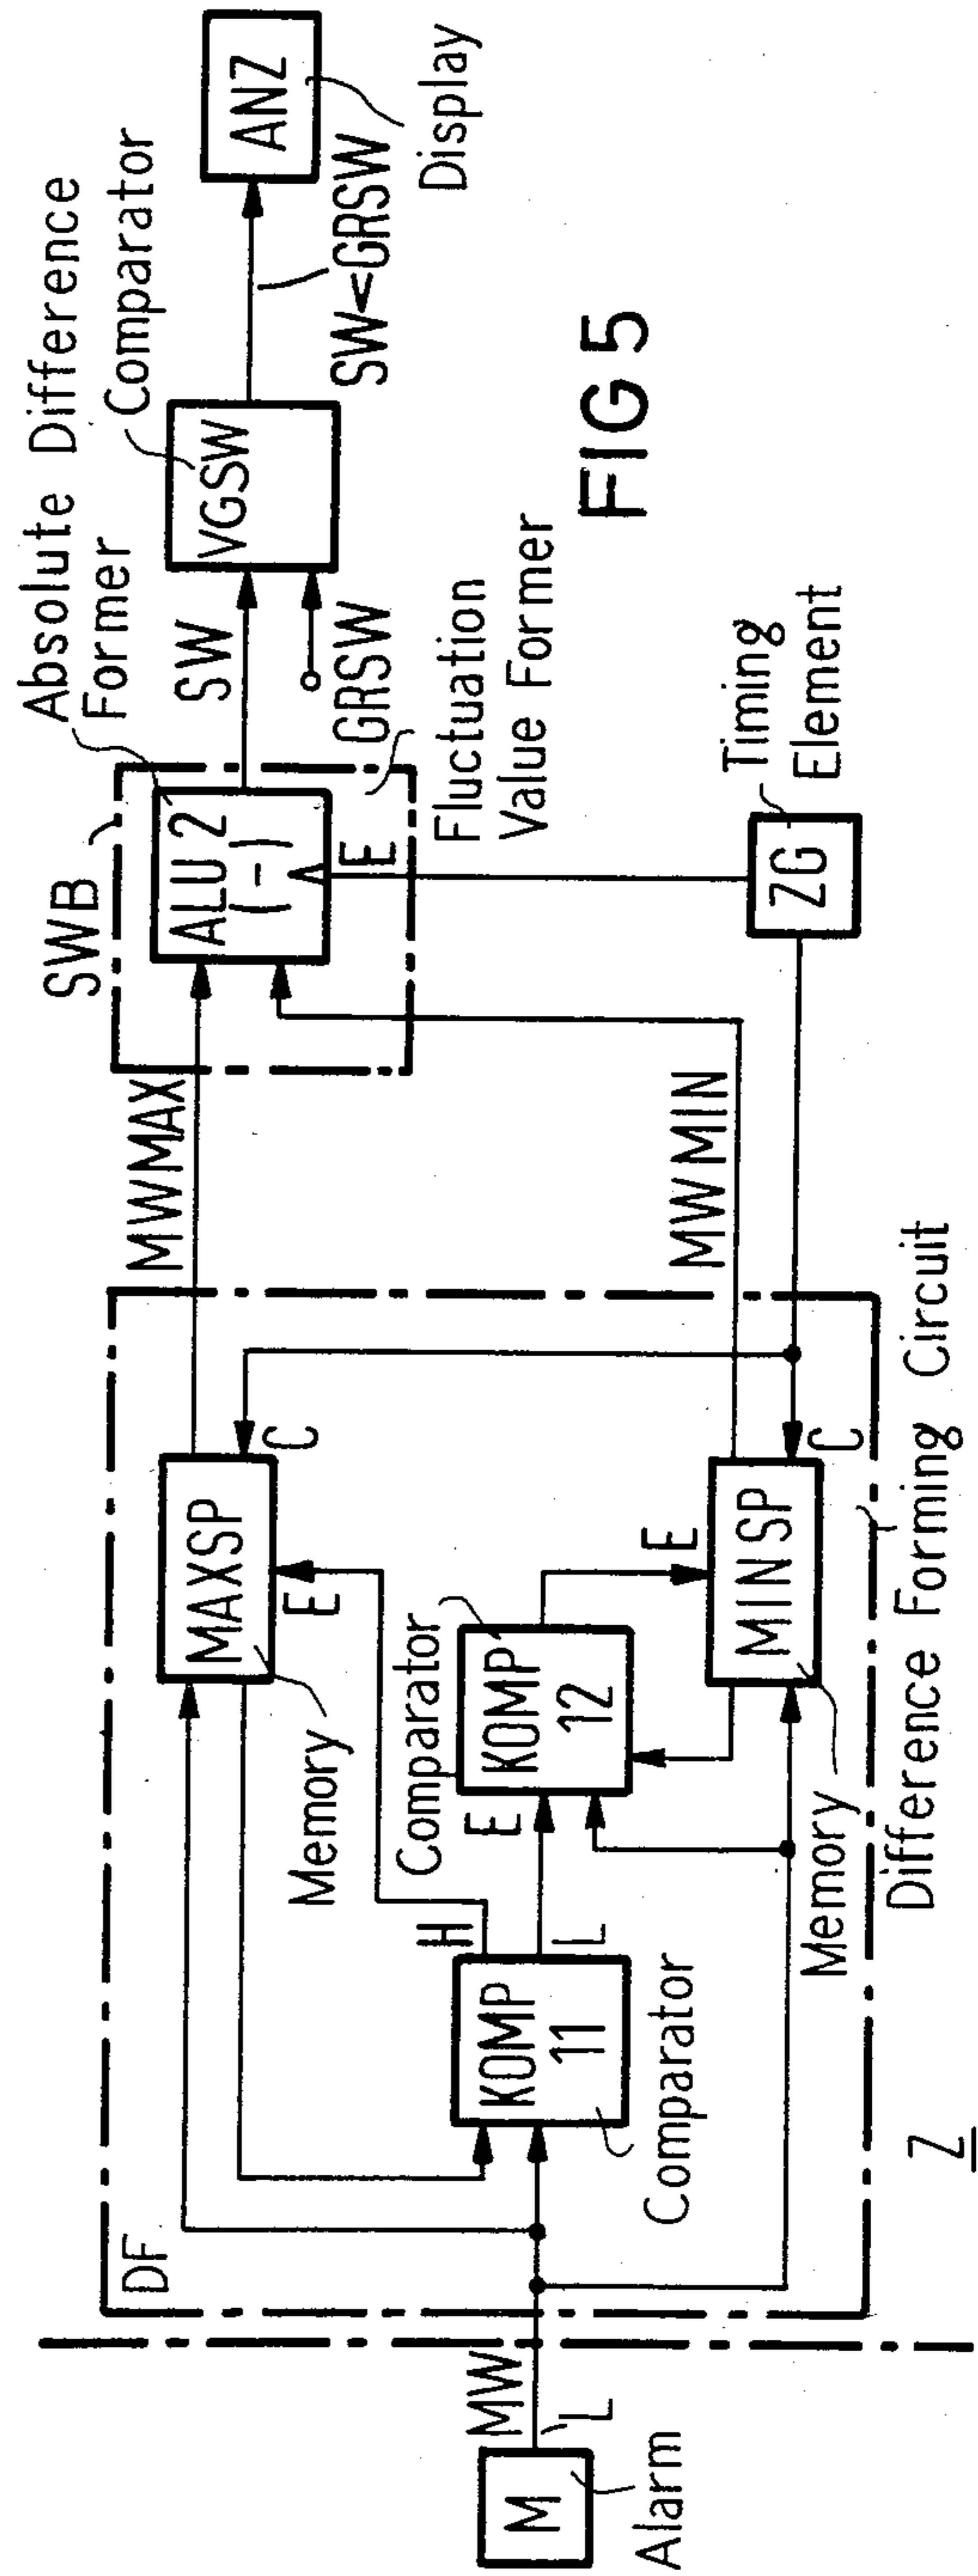 SWB
Absolute Difference
Former
Comparator
ANZ
Display
VGSW
SW
GRSW
SW<GRSW
ALU 2
(-)
E
Fluctuation
Value Former
FIG 5
MWMAX
MWMIN
Timing
Element
ZG
DF
MAXSP
E
C
Memory
Comparator
KOMP
12
E
E
MINSP
C
Memory
KOMP
11
H
L
Comparator
MW
L
M
Alarm
Z
Difference Forming Circuit